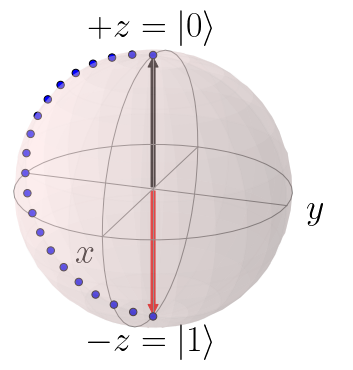 +z = |0⟩
y
x
−z = |1⟩